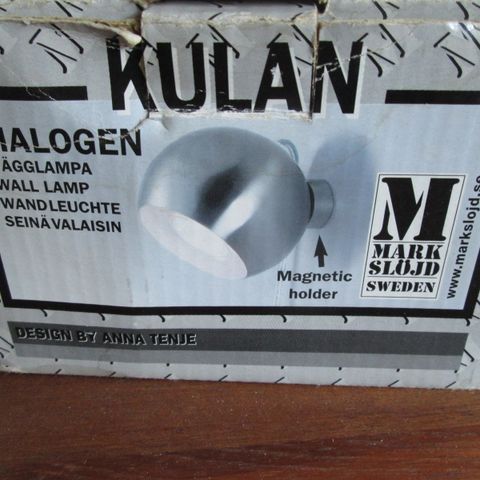 KULAN
HALOGEN
VÄGGLAMPA
WALL LAMP
WANDLEUCHTE
SEINÄVALAISIN
Magnetic
holder
M
MARK
SLÖJD
SWEDEN
www.markslojd.se
DESIGN BY ANNA TENJE